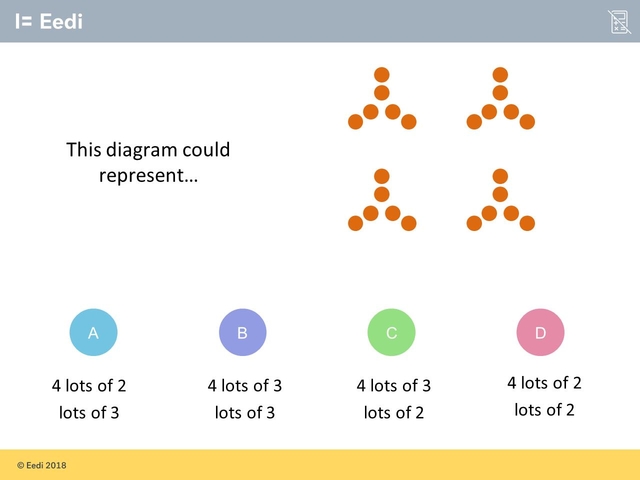 I= Eedi
This diagram could
represent...
A
B
C
D
4 lots of 2
lots of 3
4 lots of 3
lots of 3
4 lots of 3
lots of 2
4 lots of 2
lots of 2
© Eedi 2018